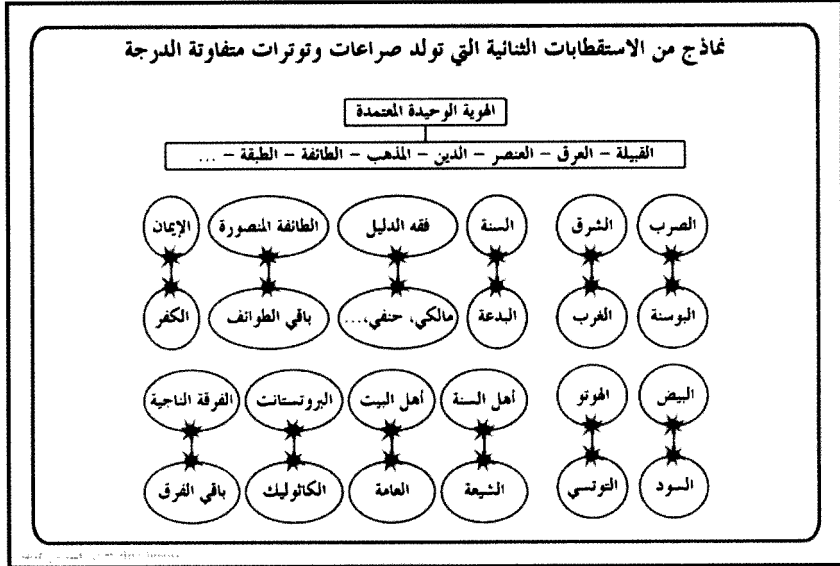 نماذج من الاستقطابات الثنائية التي تولد صراعات وتوترات متفاوتة الدرجة
الهوية الوحيدة المعتمدة
القبيلة – العرق – العنصر – الدين – المذهب – الطائفة – الطبقة – ...
الصرب الشرق السنة فقه الدليل الطائفة المنصورة الإيمان
البوسنة الغرب البدعة مالكي، حنفي،... باقي الطوائف الكفر
البيض الهوتو أهل السنة أهل البيت البروتستانت الفرقة الناجية
السود التوتسي الشيعة العامة الكاثوليك باقي الفرق